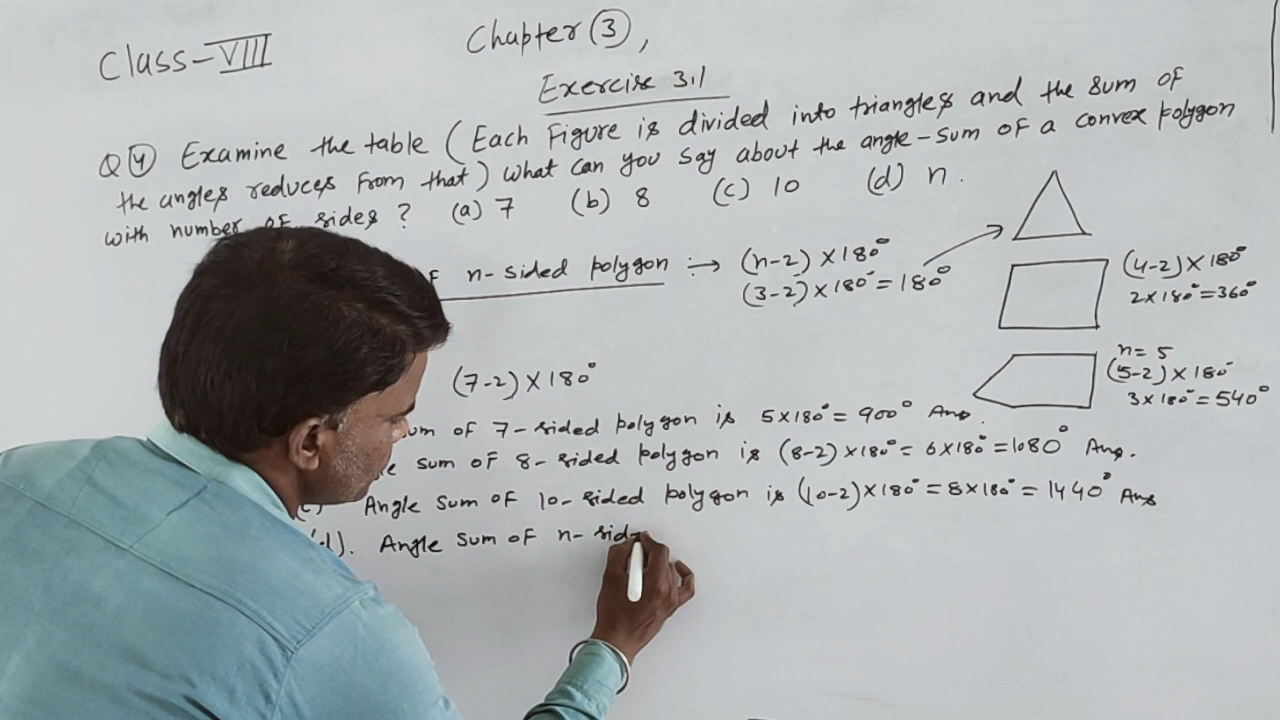 Class-VIII
Chapter (3),
Exercise 3.1
Q(4) Examine the table (Each Figure is divided into triangles and the sum of
the angles reduces from that) what can you say about the angle-sum of a convex polygon
with number of sides? (a) 7 (b) 8 (c) 10 (d) n.
n-sided polygon :→ (n-2)×180°
(3-2)×180°=180°
(4-2)×180°
2×180°=360°
n=5
(5-2)×180°
3×180°=540°
(7-2)×180°
um of 7-sided polygon is 5×180°=900° Ans.
sum of 8-sided polygon is (8-2)×180°=6×180°=1080° Ans.
Angle sum of 10-sided polygon is (10-2)×180°=8×180°=1440° Ans
(d). Angle sum of n-side